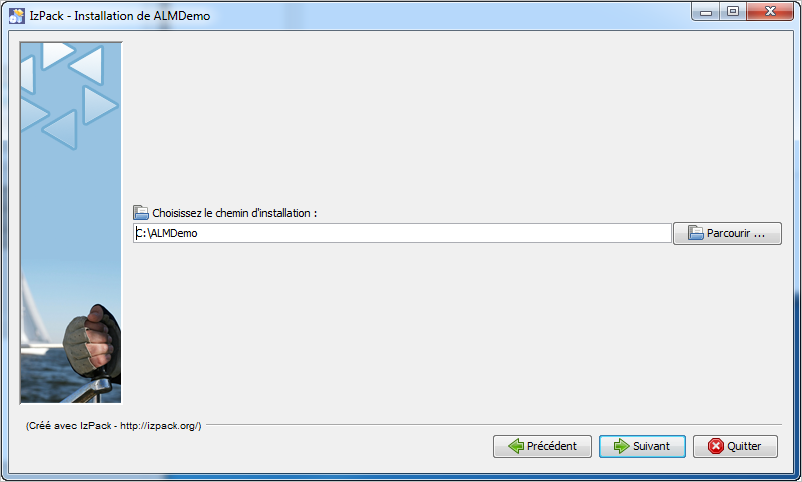 IzPack - Installation de ALMDemo
Choisissez le chemin d'installation :
C:\ALMDemo
Parcourir ...
(Créé avec IzPack - http://izpack.org/)
Précédent
Suivant
Quitter